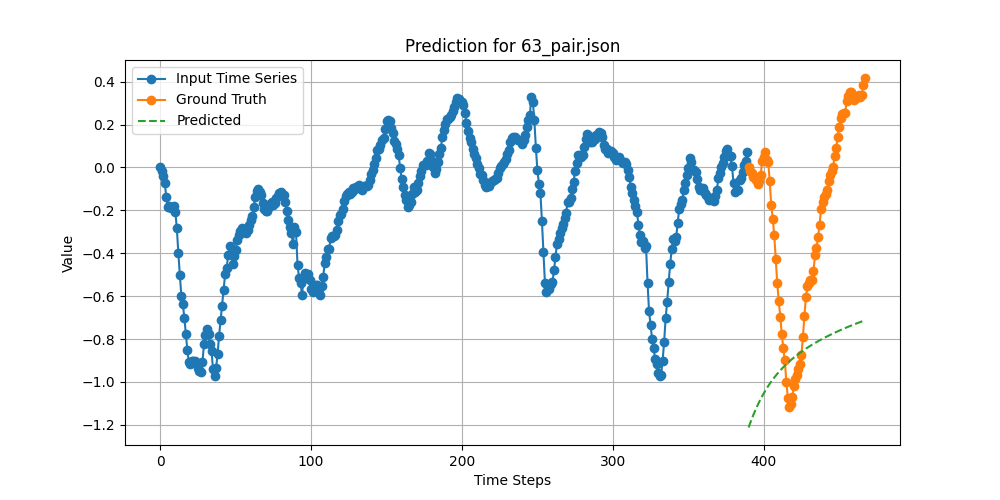 Prediction for 63_pair.json
Input Time Series
Ground Truth
Predicted
Value
0.4
0.2
0.0
−0.2
−0.4
−0.6
−0.8
−1.0
−1.2
0 100 200 300 400
Time Steps